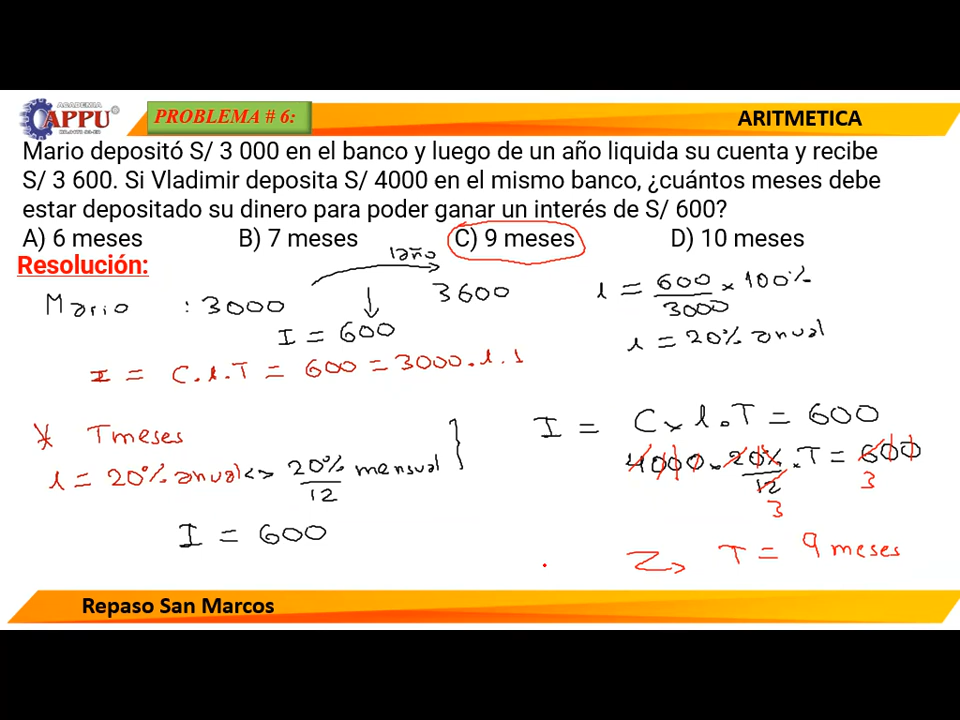 ACADEMIA
APPU
PROBLEMA # 6:
ARITMETICA
Mario depositó S/ 3 000 en el banco y luego de un año liquida su cuenta y recibe
S/ 3 600. Si Vladimir deposita S/ 4000 en el mismo banco, ¿cuántos meses debe
estar depositado su dinero para poder ganar un interés de S/ 600?
A) 6 meses B) 7 meses C) 9 meses D) 10 meses
Resolución:
1año
Mario : 3000 3600
I = 600
I = C.r.T = 600 = 3000.r.1
r = 600/3000 × 100%
r = 20% anual
* T meses
r = 20% anual <> 20%/12 mensual
I = 600
I = C × r . T = 600
4000 . 20%/12 . T = 600
3 3
T = 9 meses
Repaso San Marcos